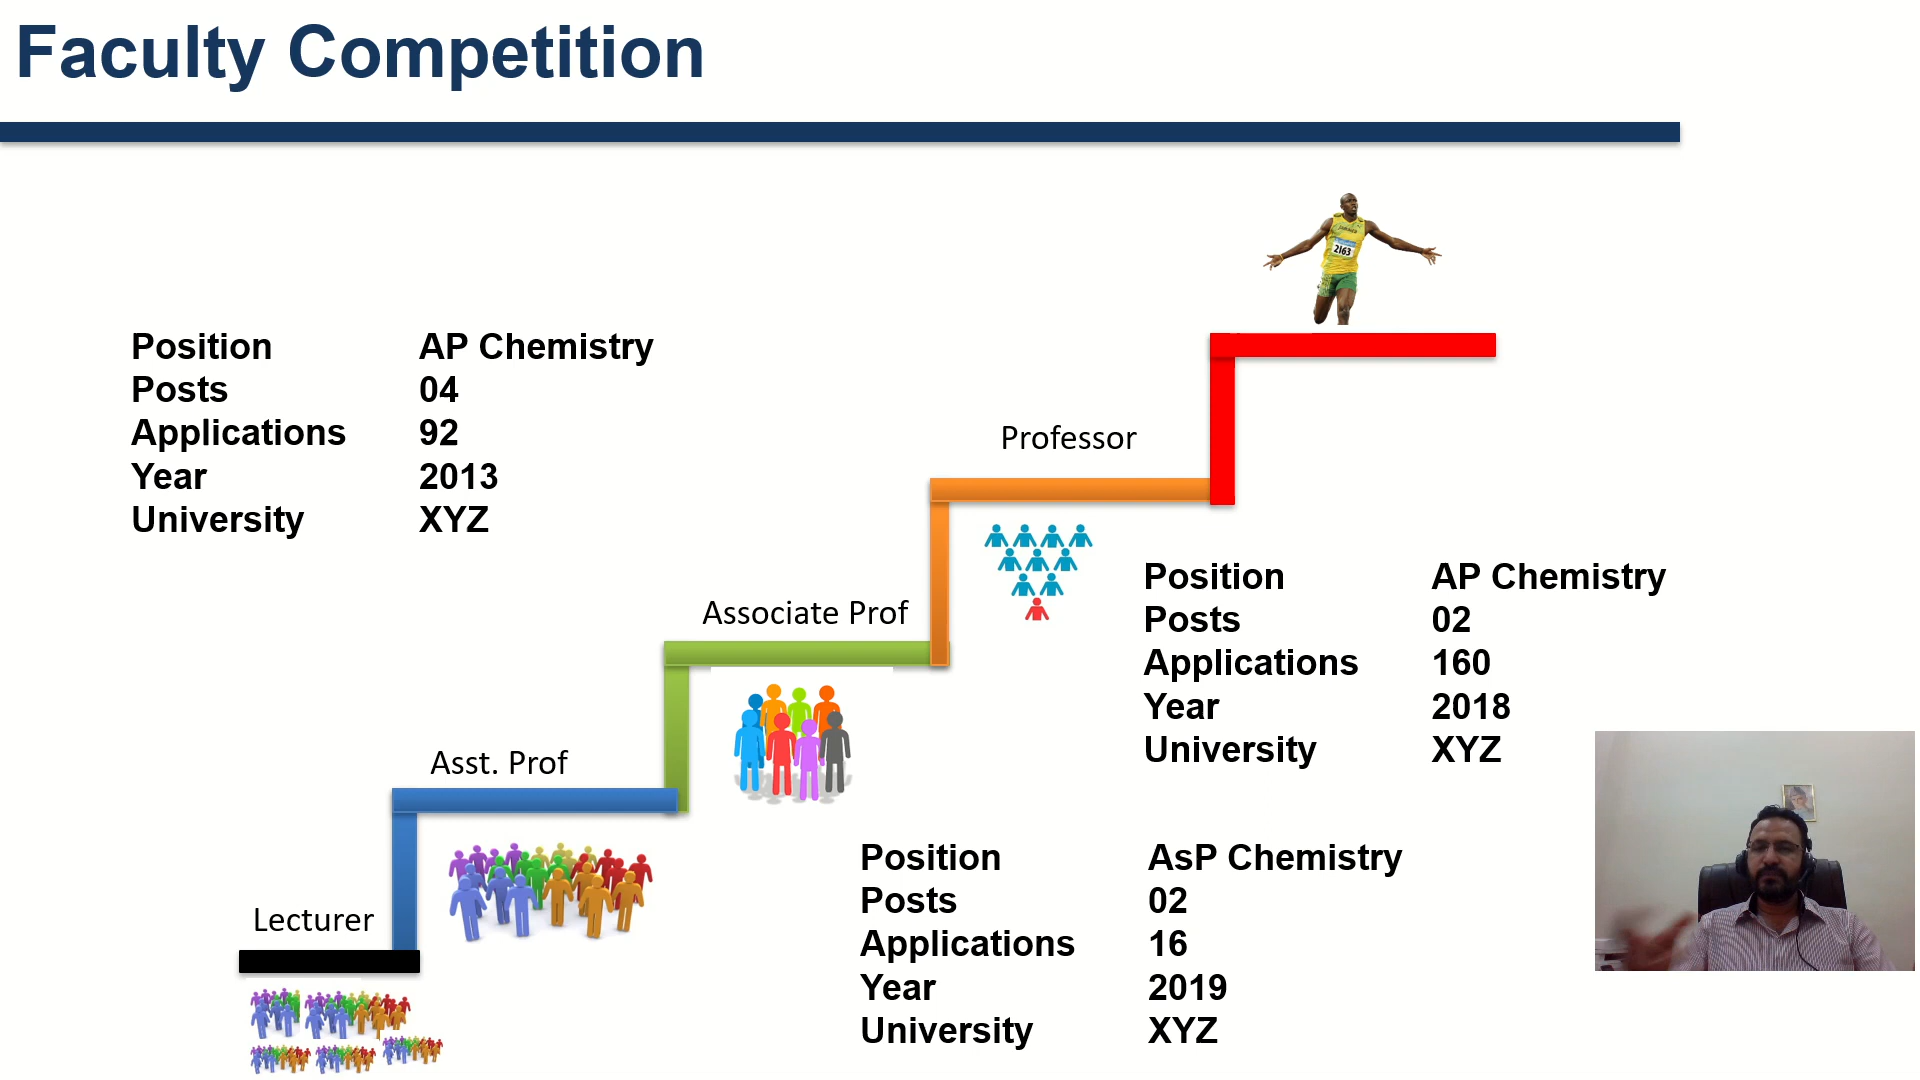 Faculty Competition
JAMAICA
2163
Position AP Chemistry
Posts 04
Applications 92
Year 2013
University XYZ
Professor
Position AP Chemistry
Posts 02
Applications 160
Year 2018
University XYZ
Associate Prof
Asst. Prof
Position AsP Chemistry
Posts 02
Applications 16
Year 2019
University XYZ
Lecturer